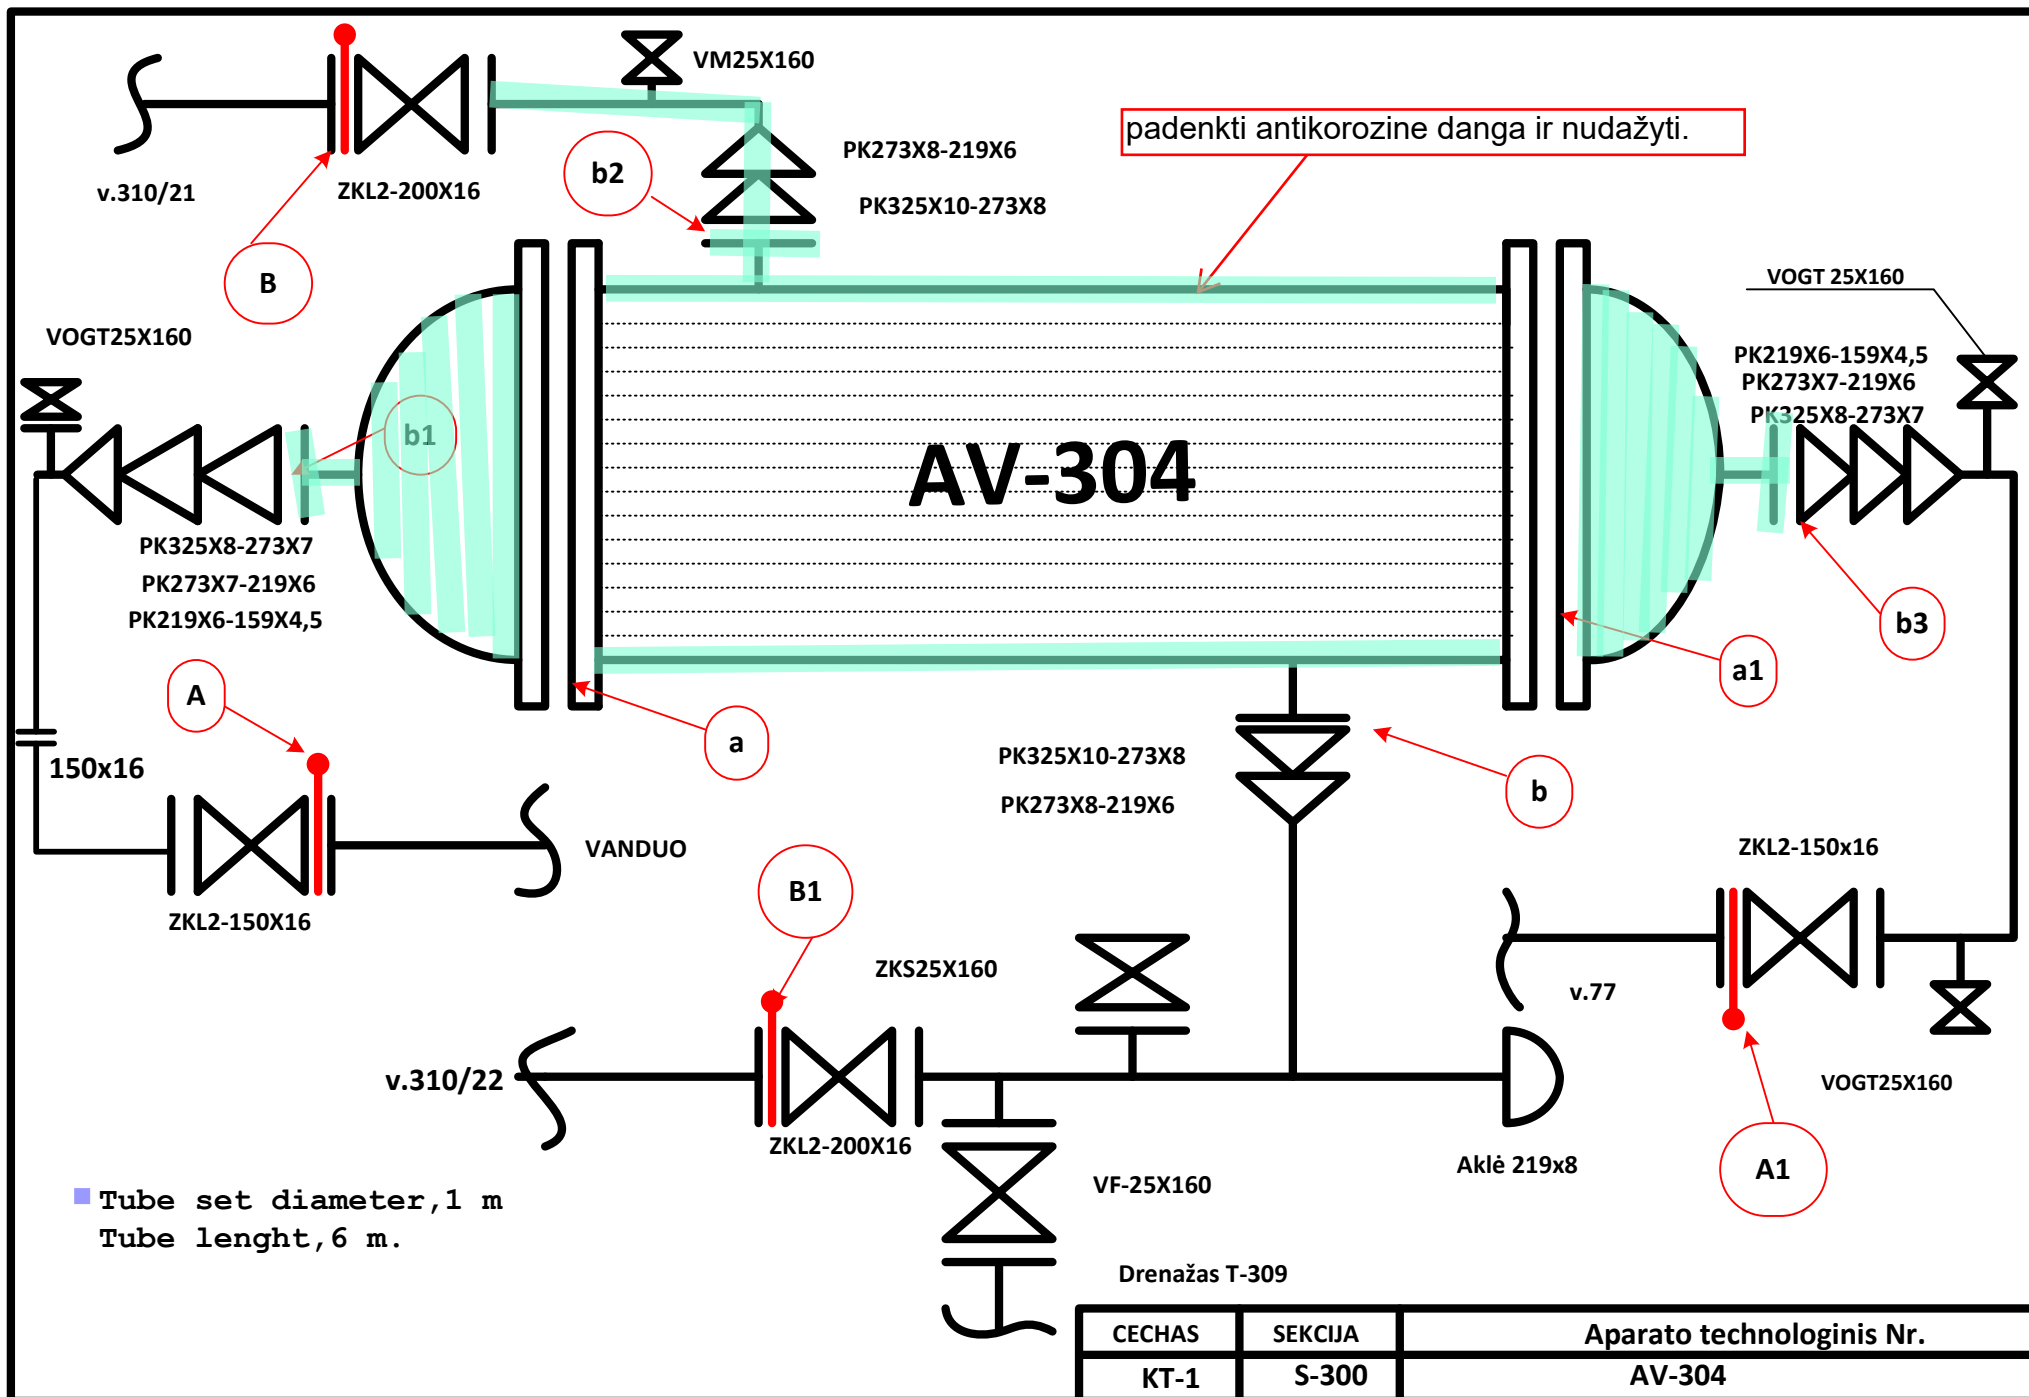 VM25X160
padenkti antikorozine danga ir nudažyti.
PK273X8-219X6
b2
v.310/21
ZKL2-200X16
PK325X10-273X8
B
VOGT 25X160
VOGT25X160
PK219X6-159X4,5
PK273X7-219X6
PK325X8-273X7
b1
AV-304
PK325X8-273X7
PK273X7-219X6
PK219X6-159X4,5
b3
a1
A
a
150x16
PK325X10-273X8
b
PK273X8-219X6
VANDUO
ZKL2-150x16
B1
ZKL2-150X16
ZKS25X160
v.77
v.310/22
VOGT25X160
ZKL2-200X16
Aklė 219x8
A1
VF-25X160
Tube set diameter,1 m
Tube lenght,6 m.
Drenažas T-309
CECHAS SEKCIJA Aparato technologinis Nr.
KT-1 S-300 AV-304